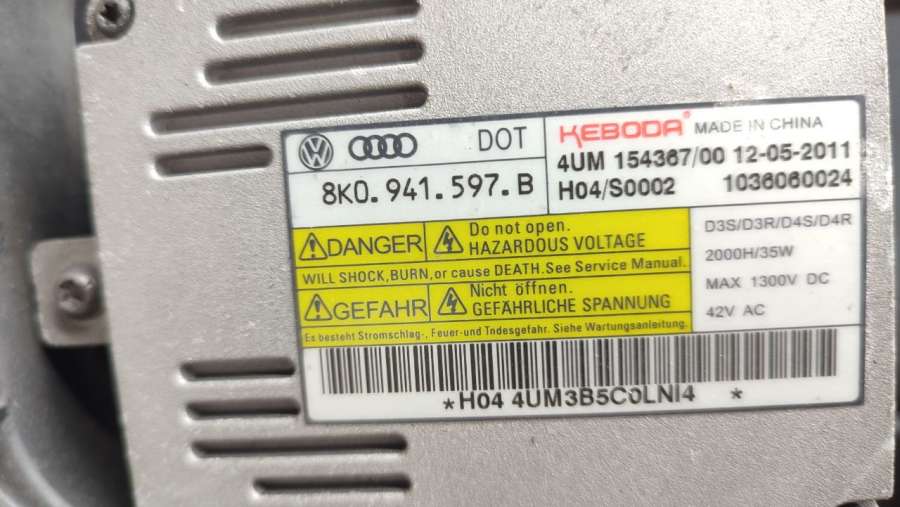 DOT
8K0.941.597.B
KEBODA® MADE IN CHINA
4UM 154367/00 12-05-2011
H04/S0002 1036060024
DANGER
Do not open.
HAZARDOUS VOLTAGE
WILL SHOCK,BURN,or cause DEATH.See Service Manual.
GEFAHR
Nicht öffnen.
GEFÄHRLICHE SPANNUNG
Es besteht Stromschlag-, Feuer-und Tndesgefahr. Siehe Wartungsanleitung.
D3S/D3R/D4S/D4R
2000H/35W
MAX 1300V DC
42V AC
*H04 4UM3B5C0LNI4 *